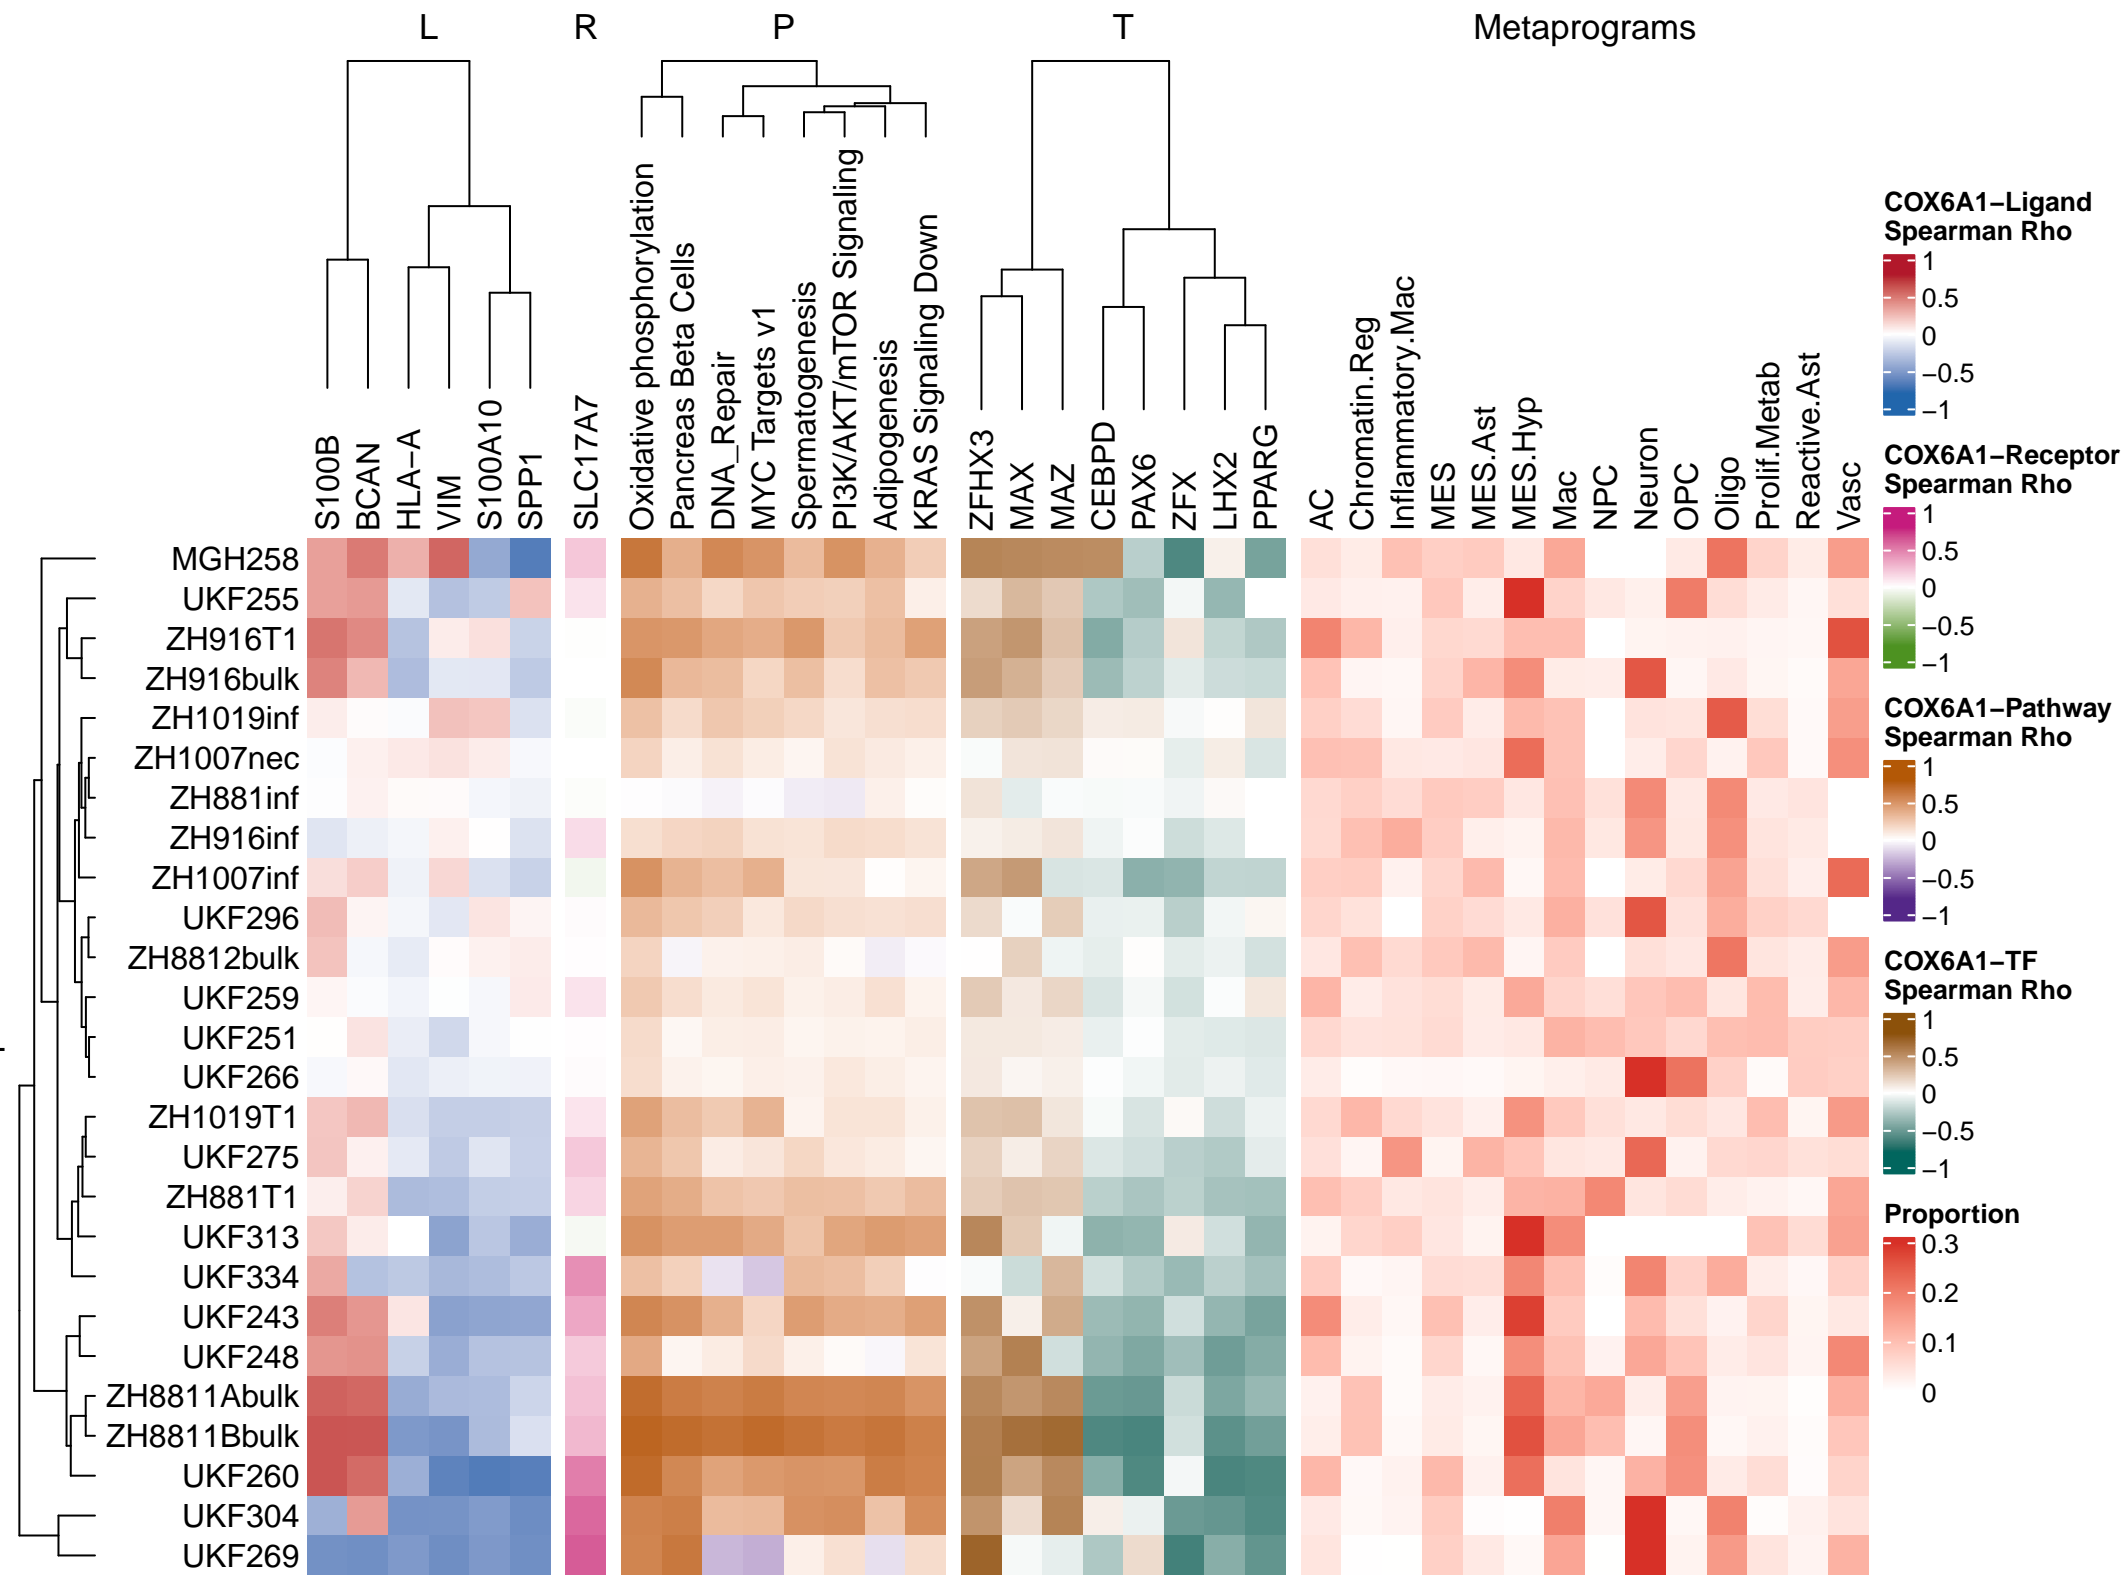 L R P T Metaprograms
S100B
BCAN
HLA−A
VIM
S100A10
SPP1
SLC17A7
Oxidative phosphorylation
Pancreas Beta Cells
DNA_Repair
MYC Targets v1
Spermatogenesis
PI3K/AKT/mTOR Signaling
Adipogenesis
KRAS Signaling Down
ZFHX3
MAX
MAZ
CEBPD
PAX6
ZFX
LHX2
PPARG
AC
Chromatin.Reg
Inflammatory.Mac
MES
MES.Ast
MES.Hyp
Mac
NPC
Neuron
OPC
Oligo
Prolif.Metab
Reactive.Ast
Vasc
MGH258
UKF255
ZH916T1
ZH916bulk
ZH1019inf
ZH1007nec
ZH881inf
ZH916inf
ZH1007inf
UKF296
ZH8812bulk
UKF259
UKF251
UKF266
ZH1019T1
UKF275
ZH881T1
UKF313
UKF334
UKF243
UKF248
ZH8811Abulk
ZH8811Bbulk
UKF260
UKF304
UKF269
COX6A1−Ligand
Spearman Rho
1
0.5
0
−0.5
−1
COX6A1−Receptor
Spearman Rho
1
0.5
0
−0.5
−1
COX6A1−Pathway
Spearman Rho
1
0.5
0
−0.5
−1
COX6A1−TF
Spearman Rho
1
0.5
0
−0.5
−1
Proportion
0.3
0.2
0.1
0